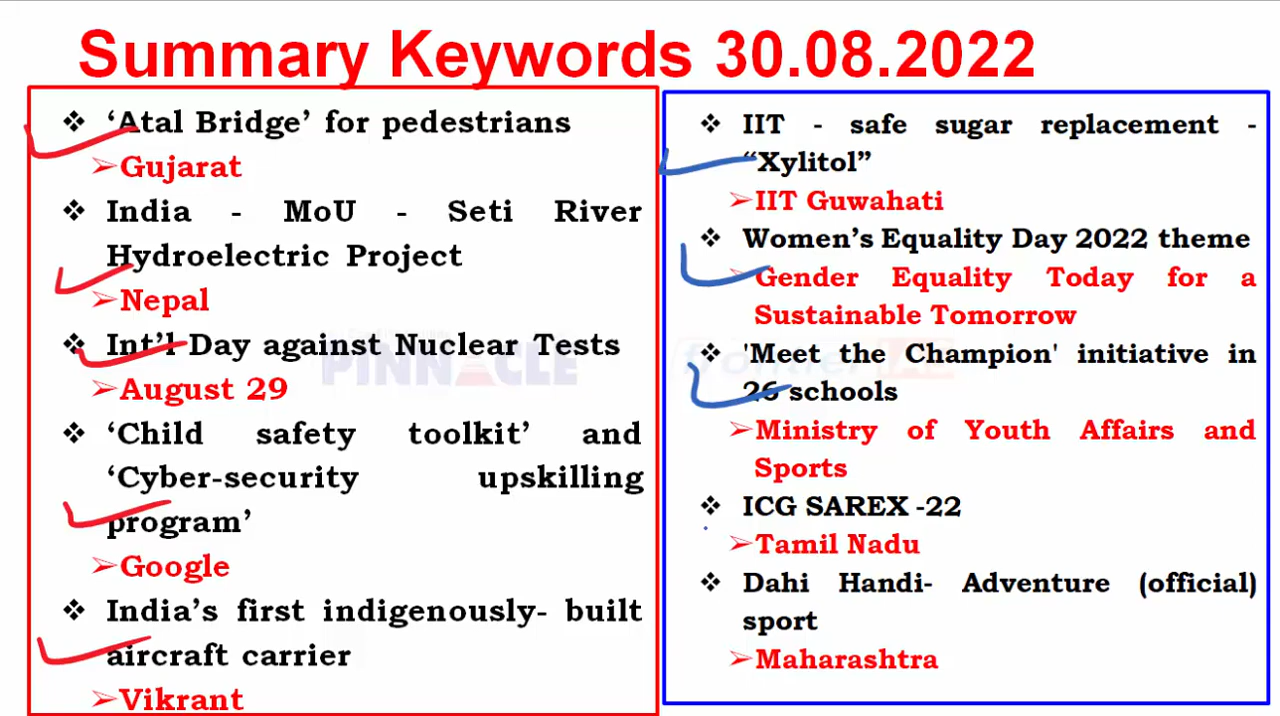 Summary Keywords 30.08.2022
‘Atal Bridge’ for pedestrians
Gujarat
India - MoU - Seti River
Hydroelectric Project
Nepal
Int’l Day against Nuclear Tests
August 29
‘Child safety toolkit’ and
‘Cyber-security upskilling
program’
Google
India’s first indigenously- built
aircraft carrier
Vikrant
IIT - safe sugar replacement -
“Xylitol”
IIT Guwahati
Women’s Equality Day 2022 theme
Gender Equality Today for a
Sustainable Tomorrow
'Meet the Champion' initiative in
26 schools
Ministry of Youth Affairs and
Sports
ICG SAREX -22
Tamil Nadu
Dahi Handi- Adventure (official)
sport
Maharashtra
PINNACLE